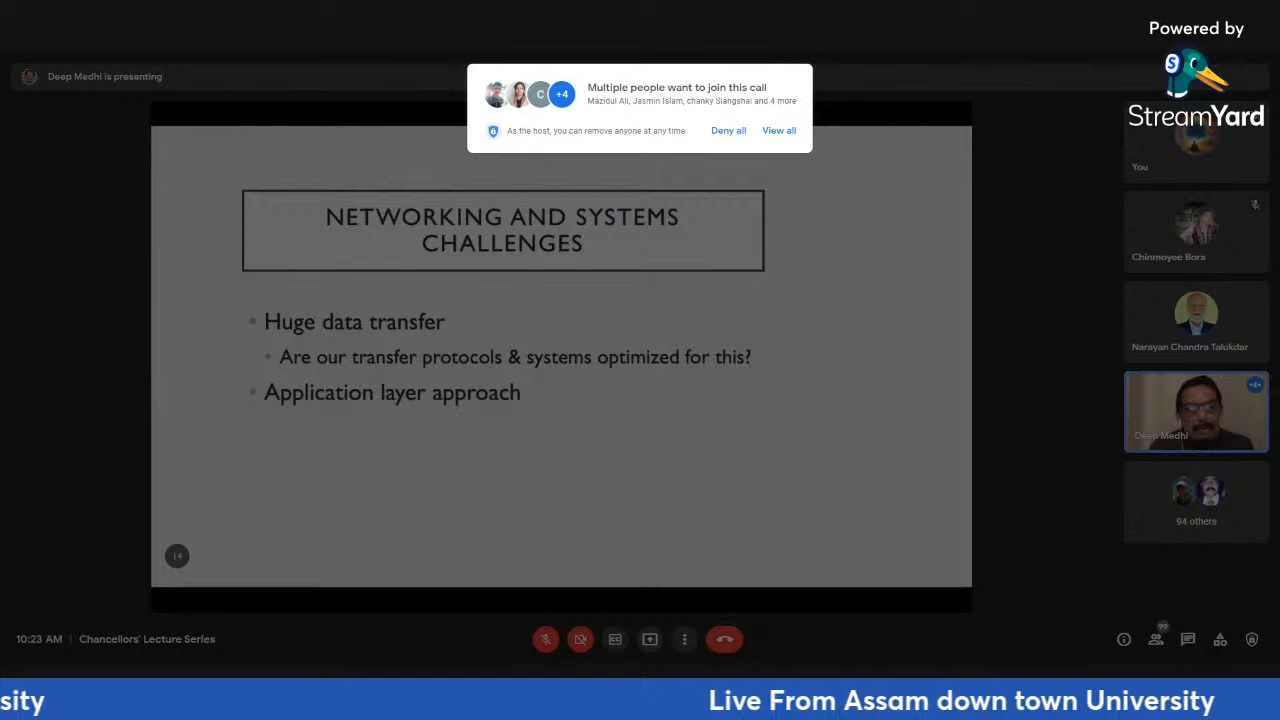 Powered by
StreamYard
Deep Medhi is presenting
Multiple people want to join this call
Mazidul Ali, Jasmin Islam, chanky Slangshai and 4 more
C
+4
As the host, you can remove anyone at any time
Deny all
View all
You
NETWORKING AND SYSTEMS
CHALLENGES
Huge data transfer
Are our transfer protocols & systems optimized for this?
Application layer approach
14
Chinmoyee Bora
Narayan Chandra Talukdar
Deep Medhi
94 others
10:23 AM | Chancellors' Lecture Series
99
sity
Live From Assam down town University